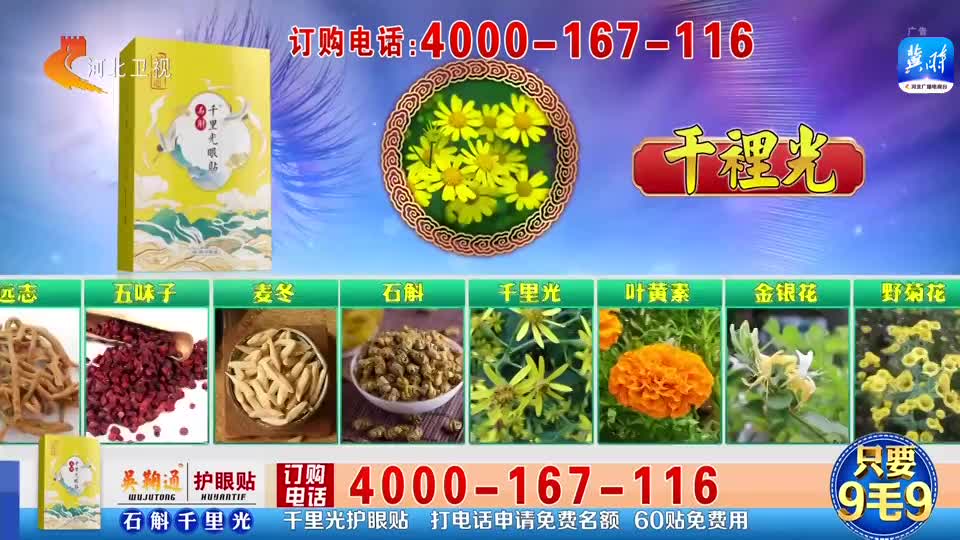 订购电话:4000-167-116
广告
冀时
河北广播电视台
河北卫视
石斛
千里光眼贴
千裡光
远志
五味子
麦冬
石斛
千里光
叶黄素
金银花
野菊花
吴鞠通
WUJUTONG
护眼贴
HUYANTIE
石斛千里光
订购
电话
4000-167-116
千里光护眼贴 打电话申请免费名额 60贴免费用
只要
9毛9